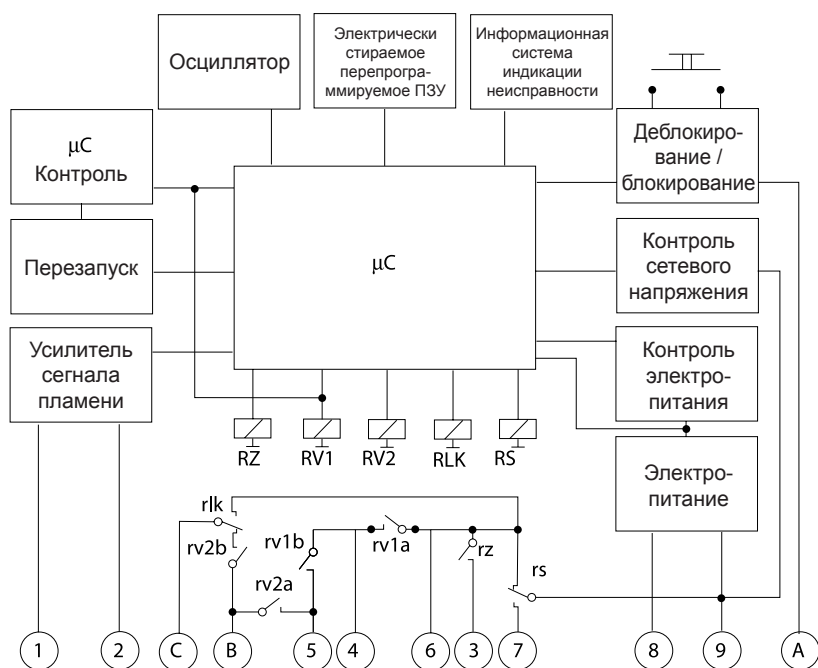 Осциллятор
Электрически
стираемое
перепрограм-
ммируемое ПЗУ
Информационная
система
индикации
неисправности
μC
Контроль
Деблокиро-
вание /
блокирование
Перезапуск
μC
Контроль
сетевого
напряжения
Усилитель
сегнала
пламени
Контроль
электро-
питания
RZ
RV1
RV2
RLK
RS
Электро-
питание
rlk
rv2b
rv1b
rv2a
rv1a
rz
rs
1
2
C
B
5
4
6
3
7
8
9
A